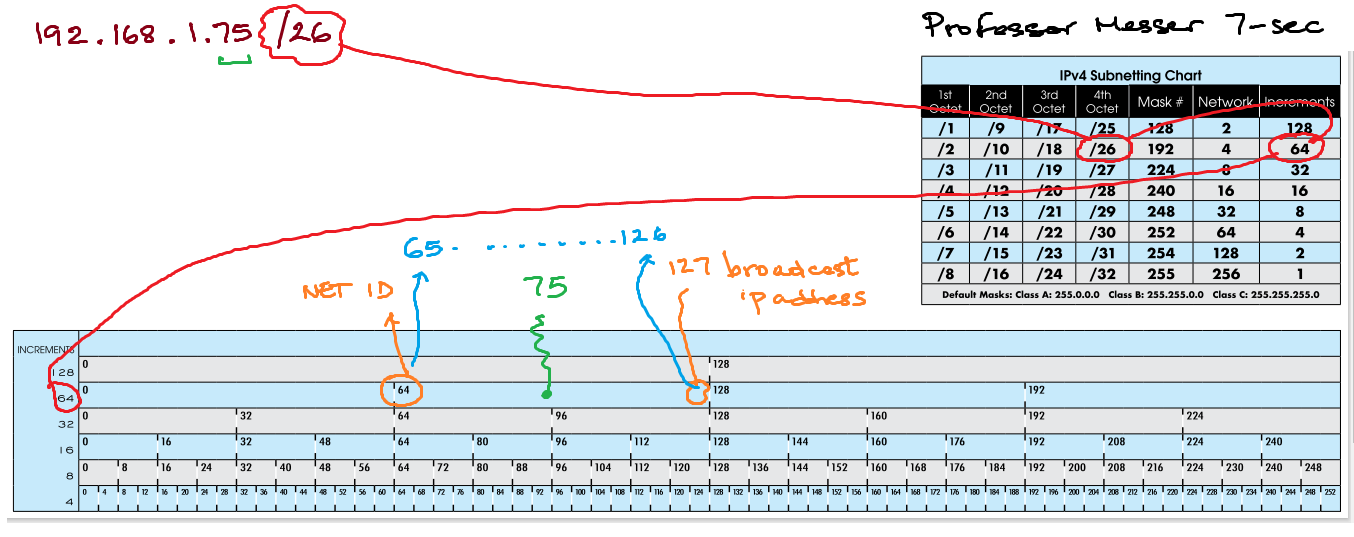 192.168.1.75 /26
Professor Messer 7-sec
IPv4 Subnetting Chart
1st Octet 2nd Octet 3rd Octet 4th Octet Mask # Network Increments
/1 /9 /17 /25 128 2 128
/2 /10 /18 /26 192 4 64
/3 /11 /19 /27 224 8 32
/4 /12 /20 /28 240 16 16
/5 /13 /21 /29 248 32 8
/6 /14 /22 /30 252 64 4
/7 /15 /23 /31 254 128 2
/8 /16 /24 /32 255 256 1
Default Masks: Class A: 255.0.0.0 Class B: 255.255.0.0 Class C: 255.255.255.0
65. ........126
NET ID
75
127 broadcast
ip address
INCREMENTS
128 0 128
64 0 64 128 192
32 0 32 64 96 128 160 192 224
16 0 16 32 48 64 80 96 112 128 144 160 176 192 208 224 240
8 0 8 16 24 32 40 48 56 64 72 80 88 96 104 112 120 128 136 144 152 160 168 176 184 192 200 208 216 224 230 240 248
4 0 4 8 12 16 20 24 28 32 36 40 44 48 52 56 60 64 68 72 76 80 84 88 92 96 100 104 108 112 116 120 124 128 132 136 140 144 148 152 156 160 164 168 172 176 180 184 188 192 196 200 204 208 212 216 220 224 228 230 234 240 244 248 252